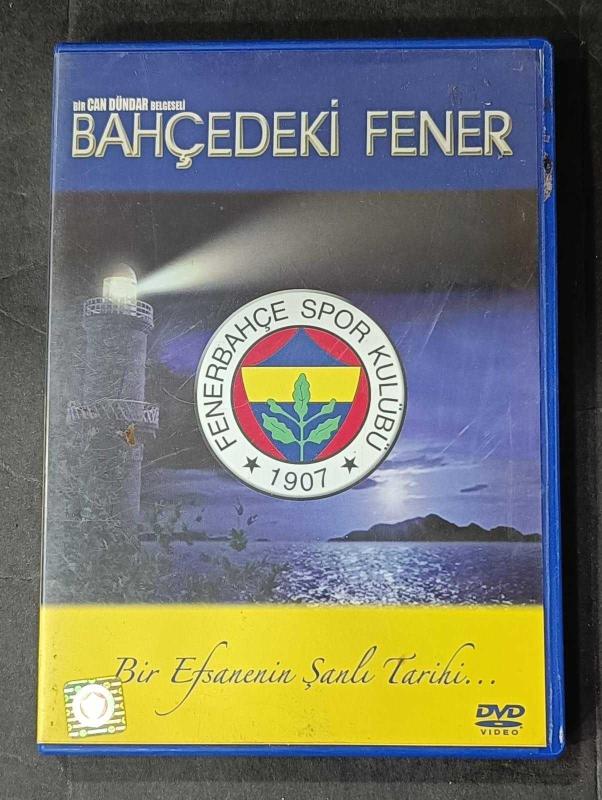 BİR CAN DÜNDAR BELGESELİ
BAHÇEDEKİ FENER
FENERBAHÇE SPOR KULÜBÜ
★ 1907 ★
Bir Efsanenin Şanlı Tarihi...
DVD
VIDEO